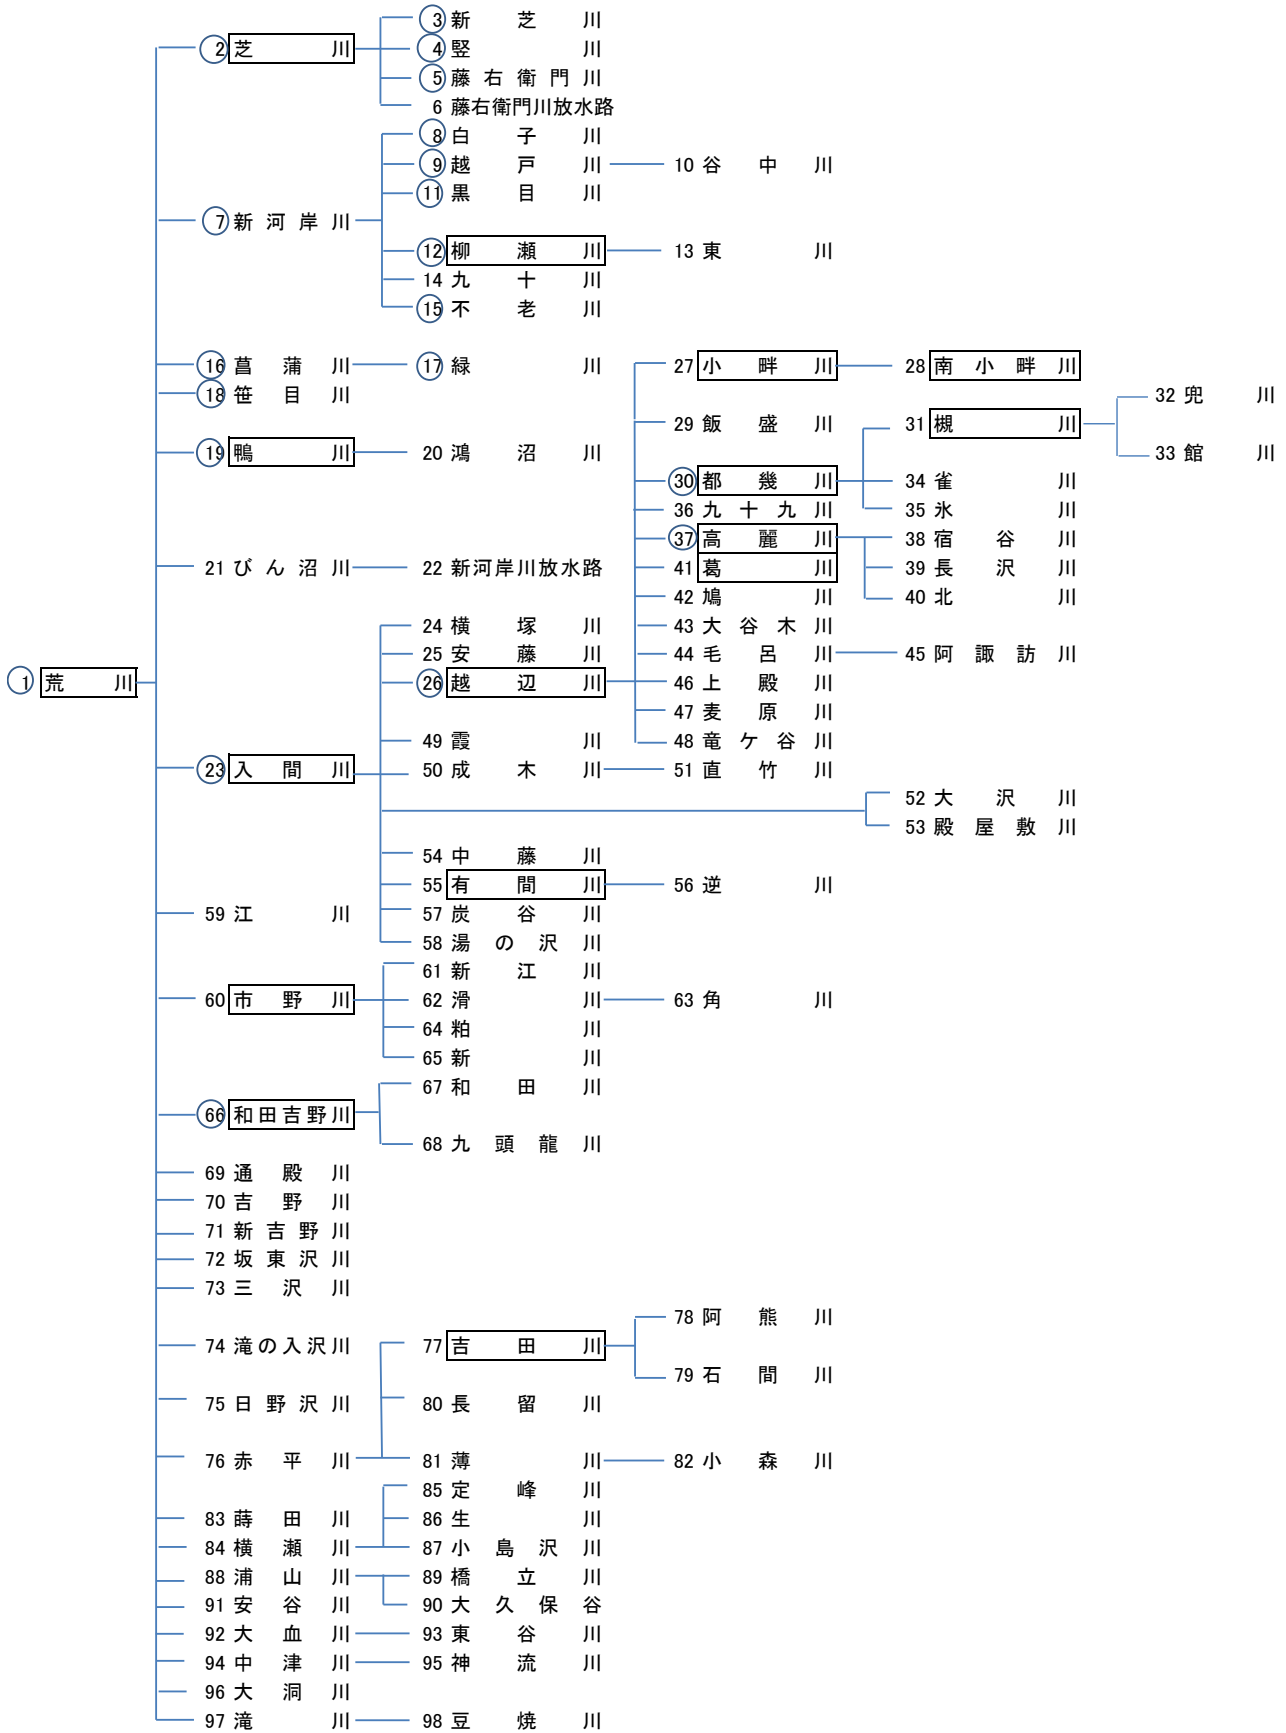 3 新芝川
2 芝川 4 竪川
5 藤右衛門川
6 藤右衛門川放水路
8 白子川
9 越戸川 10 谷中川
11 黒目川
7 新河岸川
12 柳瀬川 13 東川
14 九十川
15 不老川
16 菖蒲川 17 緑川 27 小畔川 28 南小畔川
18 笹目川 32 兜川
29 飯盛川 31 槻川
19 鴨川 20 鴻沼川 33 館川
30 都幾川 34 雀川
36 九十九川 35 氷川
37 高麗川 38 宿谷川
21 びん沼川 22 新河岸川放水路 41 葛川 39 長沢川
42 鳩川 40 北川
24 横塚川 43 大谷木川
25 安藤川 44 毛呂川 45 阿諏訪川
1 荒川 26 越辺川 46 上殿川
47 麦原川
49 霞川 48 竜ケ谷川
23 入間川 50 成木川 51 直竹川
52 大沢川
53 殿屋敷川
54 中藤川
55 有間川 56 逆川
59 江川 57 炭谷川
58 湯の沢川
61 新江川
60 市野川 62 滑川 63 角川
64 粕川
65 新川
67 和田川
66 和田吉野川
68 九頭龍川
69 通殿川
70 吉野川
71 新吉野川
72 坂東沢川
73 三沢川
78 阿熊川
74 滝の入沢川 77 吉田川
79 石間川
75 日野沢川 80 長留川
76 赤平川 81 薄川 82 小森川
85 定峰川
83 蒔田川 86 生川
84 横瀬川 87 小島沢川
88 浦山川 89 橋立川
91 安谷川 90 大久保谷
92 大血川 93 東谷川
94 中津川 95 神流川
96 大洞川
97 滝川 98 豆焼川